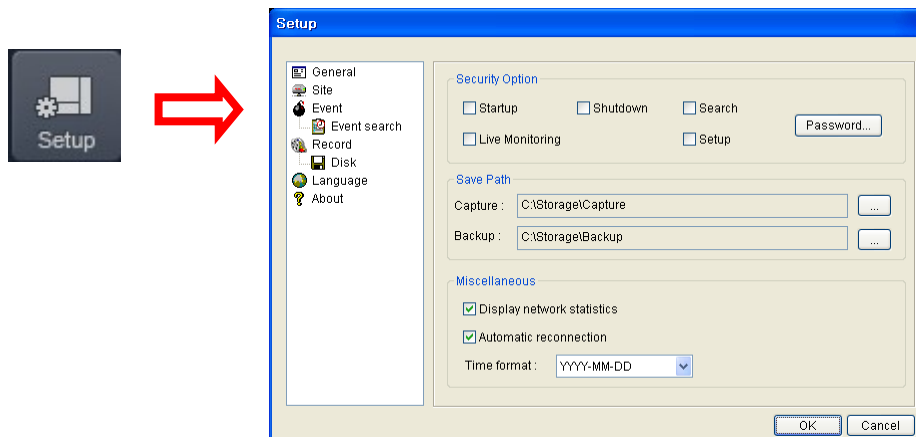 Setup
Setup
General
Site
Event
Event search
Record
Disk
Language
About
Security Option
Startup Shutdown Search
Password...
Live Monitoring Setup
Save Path
Capture : C:\Storage\Capture ...
Backup : C:\Storage\Backup ...
Miscellaneous
Display network statistics
Automatic reconnection
Time format : YYYY-MM-DD
OK Cancel